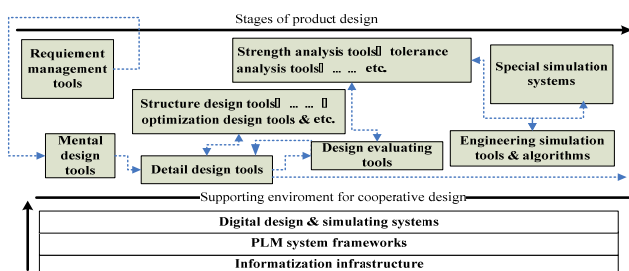 Stages of product design
Requiement
management
tools
Strength analysis tools▯ tolerance
analysis tools▯ … … etc.
Special simulation
systems
Structure design tools▯ … … ▯
optimization design tools & etc.
Mental
design
tools
Detail design tools
Design evaluating
tools
Engineering simulation
tools & algorithms
Supporting enviroment for cooperative design
Digital design & simulating systems
PLM system frameworks
Informatization infrastructure